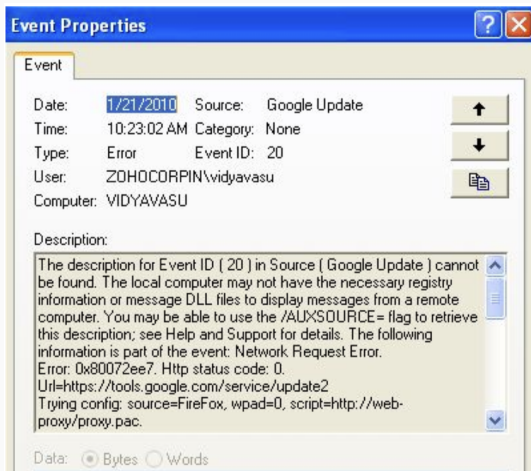 Event Properties
Event
Date: 1/21/2010 Source: Google Update
Time: 10:23:02 AM Category: None
Type: Error Event ID: 20
User: ZOHOCORPIN\vidyavasu
Computer: VIDYAVASU
Description:
The description for Event ID ( 20 ) in Source ( Google Update ) cannot
be found. The local computer may not have the necessary registry
information or message DLL files to display messages from a remote
computer. You may be able to use the /AUXSOURCE= flag to retrieve
this description; see Help and Support for details. The following
information is part of the event: Network Request Error.
Error: 0x80072ee7. Http status code: 0.
Url=https://tools.google.com/service/update2
Trying config: source=FireFox, wpad=0, script=http://web-
proxy/proxy.pac.
Data: Bytes Words